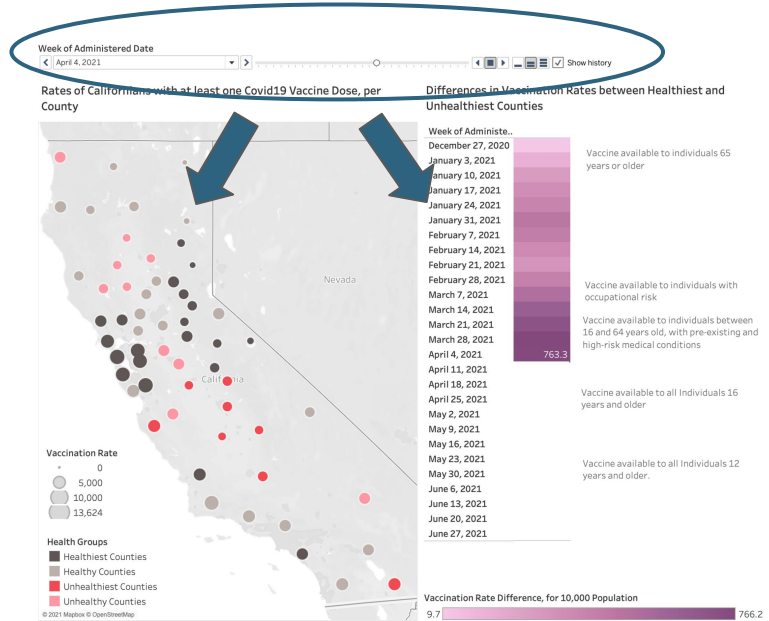 Week of Administered Date
April 4, 2021
Show history
Rates of Californians with at least one Covid19 Vaccine Dose, per
County
Differences in Vaccination Rates between Healthiest and
Unhealthiest Counties
Nevada
California
Vaccination Rate
0
5,000
10,000
13,624
Health Groups
Healthiest Counties
Healthy Counties
Unhealthiest Counties
Unhealthy Counties
© 2021 Mapbox © OpenStreetMap
Week of Administe..
December 27, 2020
January 3, 2021
January 10, 2021
January 17, 2021
January 24, 2021
January 31, 2021
February 7, 2021
February 14, 2021
February 21, 2021
February 28, 2021
March 7, 2021
March 14, 2021
March 21, 2021
March 28, 2021
April 4, 2021
763.3
April 11, 2021
April 18, 2021
April 25, 2021
May 2, 2021
May 9, 2021
May 16, 2021
May 23, 2021
May 30, 2021
June 6, 2021
June 13, 2021
June 20, 2021
June 27, 2021
Vaccine available to individuals 65
years or older
Vaccine available to individuals with
occupational risk
Vaccine available to individuals between
16 and 64 years old, with pre-existing and
high-risk medical conditions
Vaccine available to all Individuals 16
years and older
Vaccine available to all Individuals 12
years and older.
Vaccination Rate Difference, for 10,000 Population
9.7
766.2